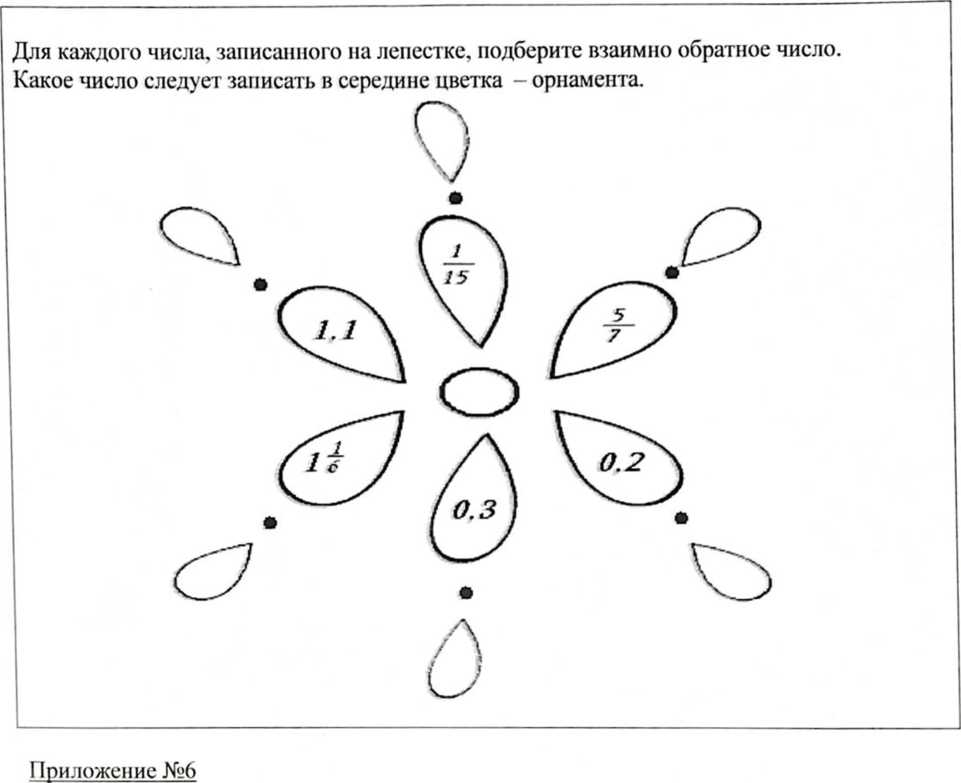 Для каждого числа, записанного на лепестке, подберите взаимно обратное число.
Какое число следует записать в середине цветка – орнамента.
1/15
1,1
5/7
1 1/6
0,2
0,3
Приложение №6